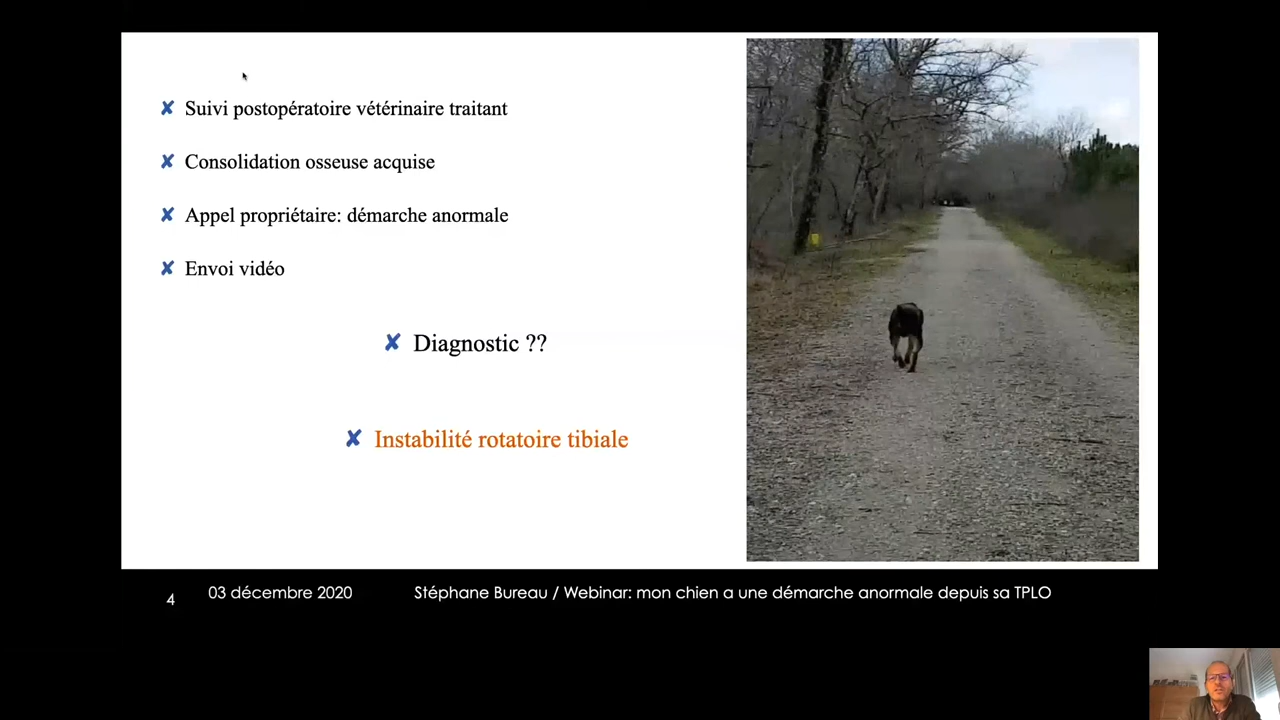 ✘ Suivi postopératoire vétérinaire traitant
✘ Consolidation osseuse acquise
✘ Appel propriétaire: démarche anormale
✘ Envoi vidéo
✘ Diagnostic ??
✘ Instabilité rotatoire tibiale
4 03 décembre 2020 Stéphane Bureau / Webinar: mon chien a une démarche anormale depuis sa TPLO